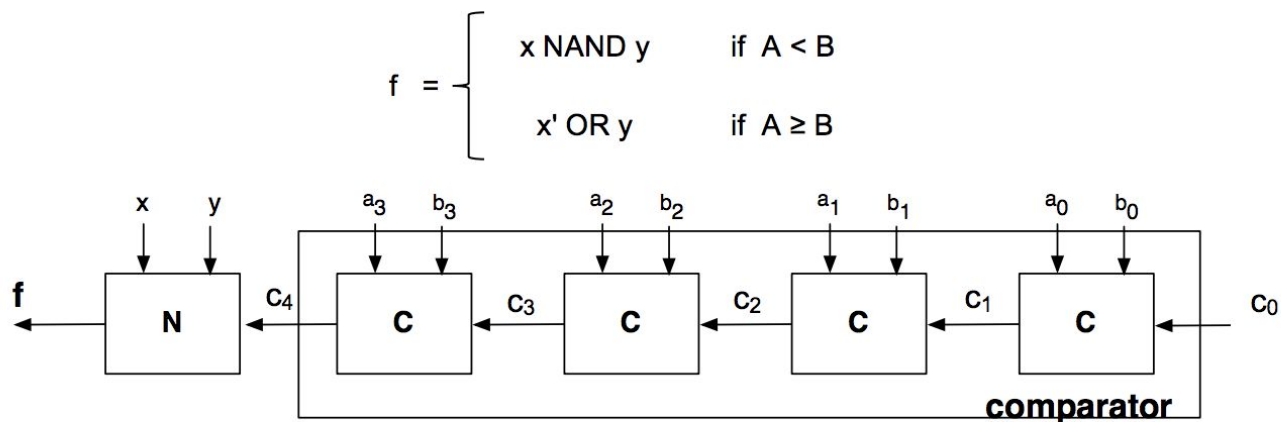 x NAND y if A < B
f =
x' OR y if A ≥ B
x y a3 b3 a2 b2 a1 b1 a0 b0
f N c4 C c3 C c2 C c1 C c0
comparator